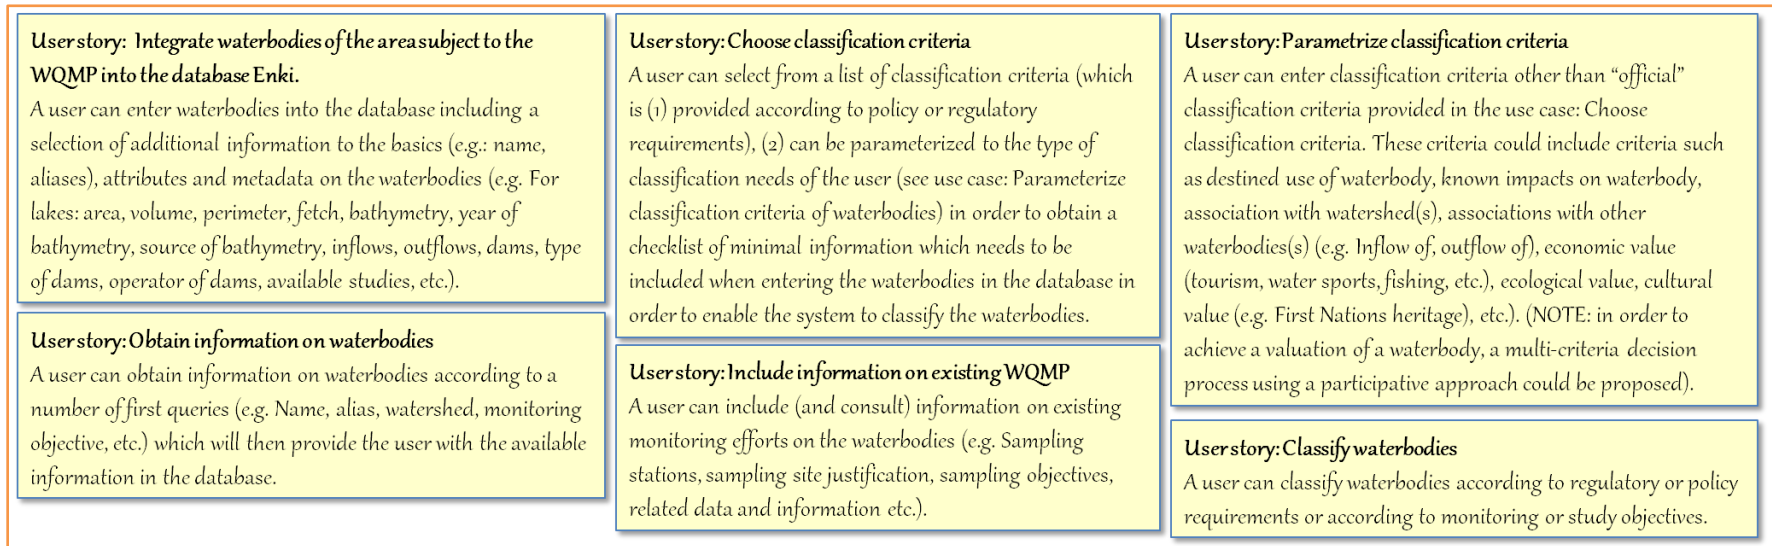 User story: Integrate waterbodies of the area subject to the
WQMP into the database Enki.
A user can enter waterbodies into the database including a
selection of additional information to the basics (e.g.: name,
aliases), attributes and metadata on the waterbodies (e.g. For
lakes: area, volume, perimeter, fetch, bathymetry, year of
bathymetry, source of bathymetry, inflows, outflows, dams, type
of dams, operator of dams, available studies, etc.).
User story: Obtain information on waterbodies
A user can obtain information on waterbodies according to a
number of first queries (e.g. Name, alias, watershed, monitoring
objective, etc.) which will then provide the user with the available
information in the database.
User story: Choose classification criteria
A user can select from a list of classification criteria (which
is (1) provided according to policy or regulatory
requirements), (2) can be parameterized to the type of
classification needs of the user (see use case: Parameterize
classification criteria of waterbodies) in order to obtain a
checklist of minimal information which needs to be
included when entering the waterbodies in the database in
order to enable the system to classify the waterbodies.
User story: Include information on existing WQMP
A user can include (and consult) information on existing
monitoring efforts on the waterbodies (e.g. Sampling
stations, sampling site justification, sampling objectives,
related data and information etc.).
User story: Parametrize classification criteria
A user can enter classification criteria other than “official”
classification criteria provided in the use case: Choose
classification criteria. These criteria could include criteria such
as destined use of waterbody, known impacts on waterbody,
association with watershed(s), associations with other
waterbodies(s) (e.g. Inflow of, outflow of), economic value
(tourism, water sports, fishing, etc.), ecological value, cultural
value (e.g. First Nations heritage), etc.). (NOTE: in order to
achieve a valuation of a waterbody, a multi-criteria decision
process using a participative approach could be proposed).
User story: Classify waterbodies
A user can classify waterbodies according to regulatory or policy
requirements or according to monitoring or study objectives.